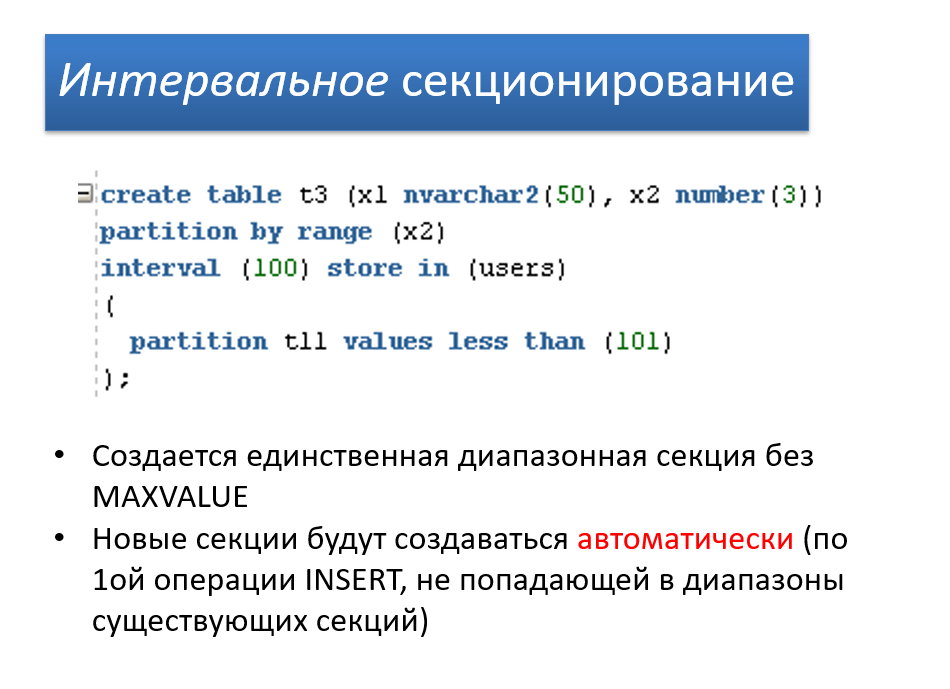 Интервальное секционирование
create table t3 (x1 nvarchar2(50), x2 number(3))
partition by range (x2)
interval (100) store in (users)
(
partition t11 values less than (101)
);
• Создается единственная диапазонная секция без
MAXVALUE
• Новые секции будут создаваться автоматически (по
1ой операции INSERT, не попадающей в диапазоны
существующих секций)